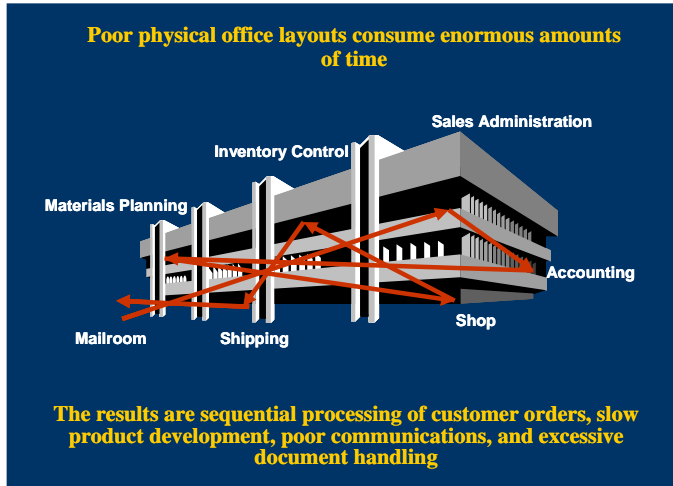 Poor physical office layouts consume enormous amounts
of time
Sales Administration
Inventory Control
Materials Planning
Accounting
Shop
Mailroom
Shipping
The results are sequential processing of customer orders, slow
product development, poor communications, and excessive
document handling